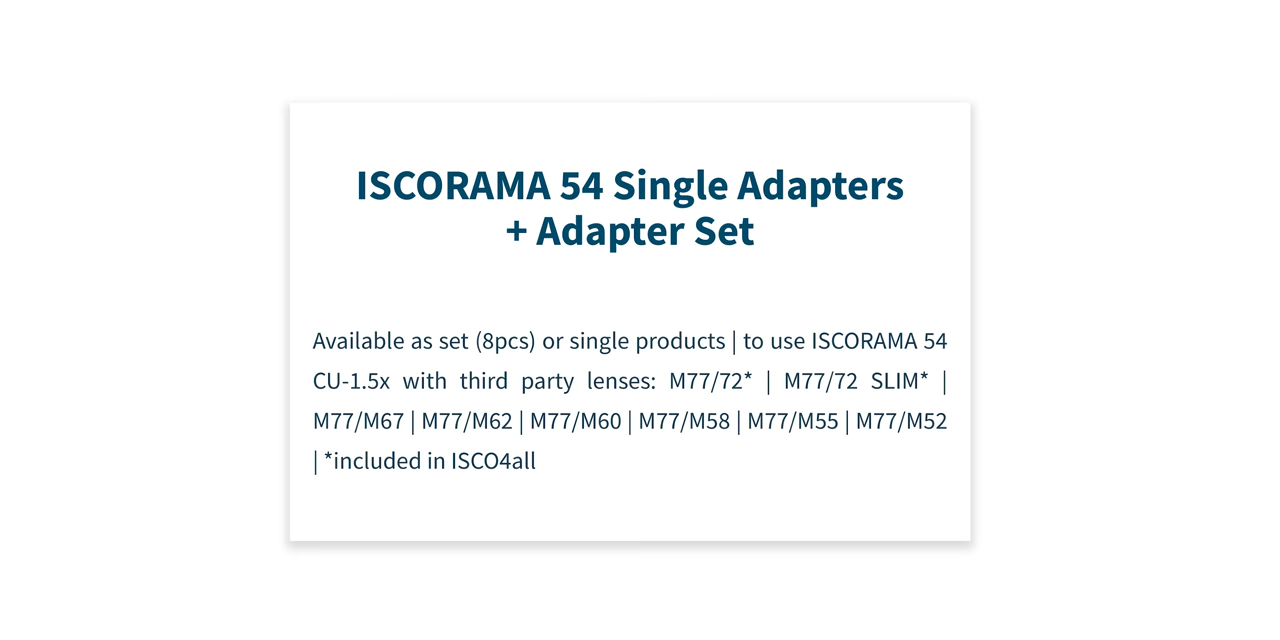 ISCORAMA 54 Single Adapters
+ Adapter Set
Available as set (8pcs) or single products | to use ISCORAMA 54
CU-1.5x with third party lenses: M77/72* | M77/72 SLIM* |
M77/M67 | M77/M62 | M77/M60 | M77/M58 | M77/M55 | M77/M52
| *included in ISCO4all